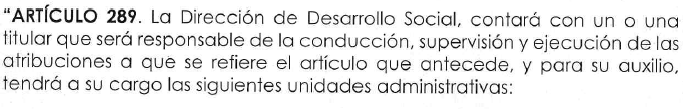 “ARTÍCULO 289. La Dirección de Desarrollo Social, contará con un o una
titular que será responsable de la conducción, supervisión y ejecución de las
atribuciones a que se refiere el artículo que antecede, y para su auxilio,
tendrá a su cargo las siguientes unidades administrativas: